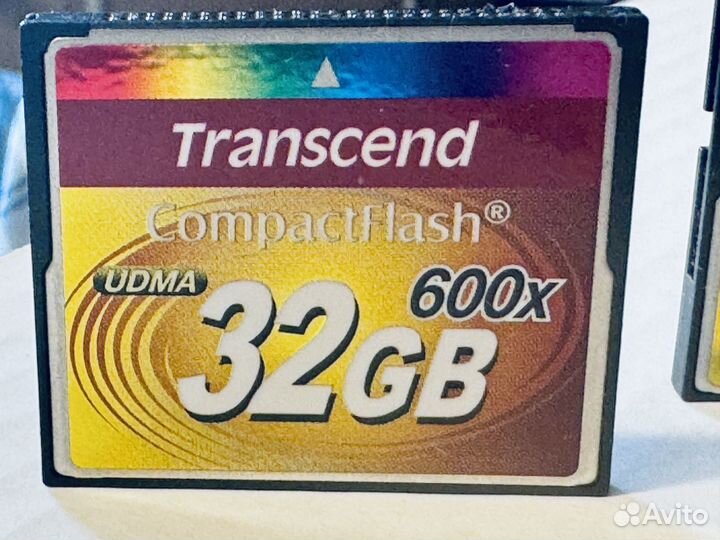 Transcend
CompactFlash®
UDMA
600x
32GB
Avito